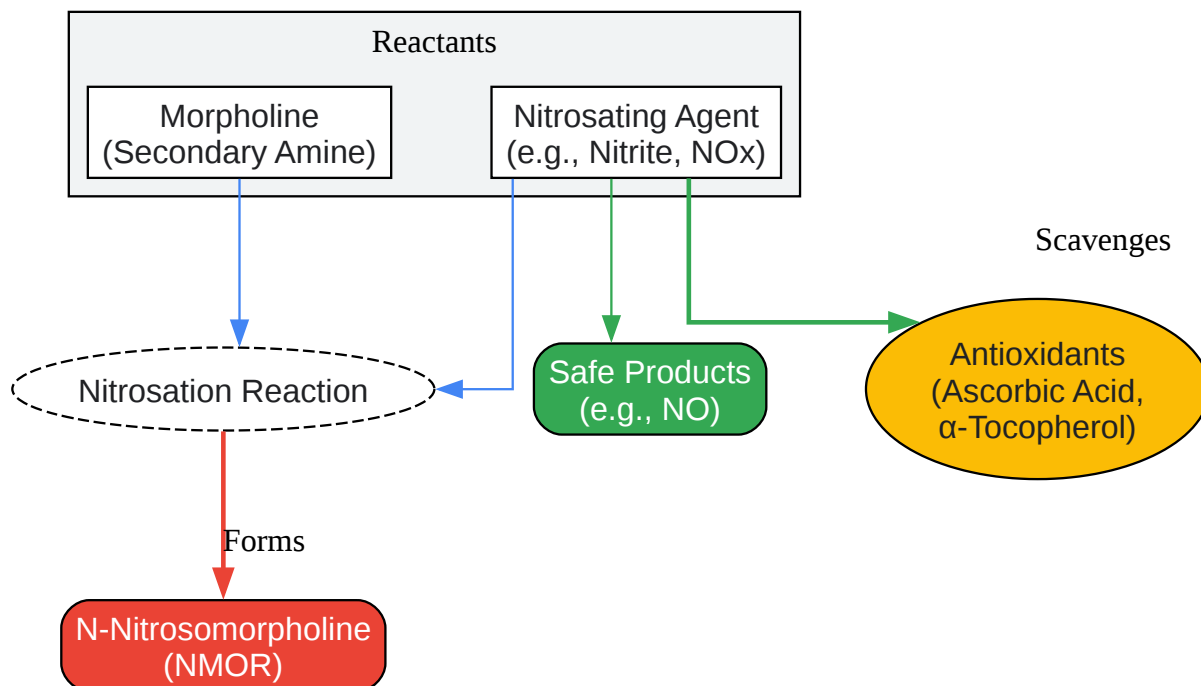 Reactants
Morpholine
(Secondary Amine)
Nitrosating Agent
(e.g., Nitrite, NOx)
Scavenges
Nitrosation Reaction
Safe Products
(e.g., NO)
Antioxidants
(Ascorbic Acid,
α-Tocopherol)
Forms
N-Nitrosomorpholine
(NMOR)